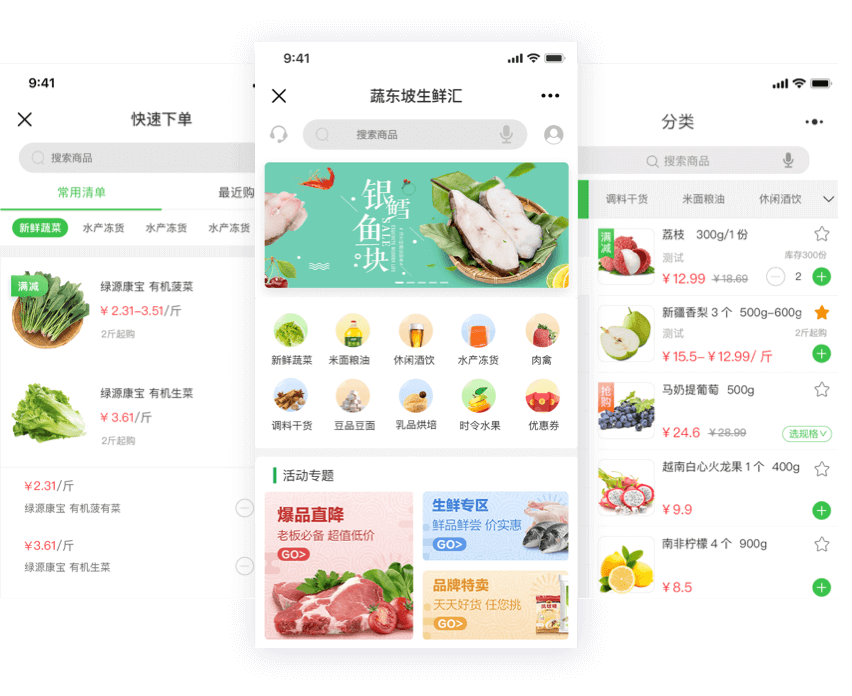 9:41
快速下单
搜索商品
常用清单
最近购
新鲜蔬菜
水产冻货
水产冻货
水产冻货
满减
绿源康宝 有机菠菜
¥ 2.31-3.51/斤
2斤起购
绿源康宝 有机生菜
¥ 3.61/斤
2斤起购
¥2.31/斤
绿源康宝 有机菠有菜
¥3.61/斤
绿源康宝 有机生菜
9:41
蔬东坡生鲜汇
搜索商品
银鳕
鱼
块
SALE
新鲜蔬菜
米面粮油
休闲酒饮
水产冻货
肉禽
调料干货
豆品豆面
乳品烘培
时令水果
优惠券
活动专题
爆品直降
老板必备 超值低价
GO>
生鲜专区
鲜品鲜尝 价实惠
GO>
品牌特卖
天天好货 任您挑
GO>
分类
搜索商品
调料干货
米面粮油
休闲酒饮
满减
荔枝 300g/1份
测试
库存300份
¥12.99 ¥18.69
2
新疆香梨3个 500g-600g
测试
2斤起购
¥15.5-¥12.99/斤
抢购
马奶提葡萄 500g
¥24.6 ¥28.99
选规格
越南白心火龙果1个 400g
¥9.9
南非柠檬4个 900g
¥8.5